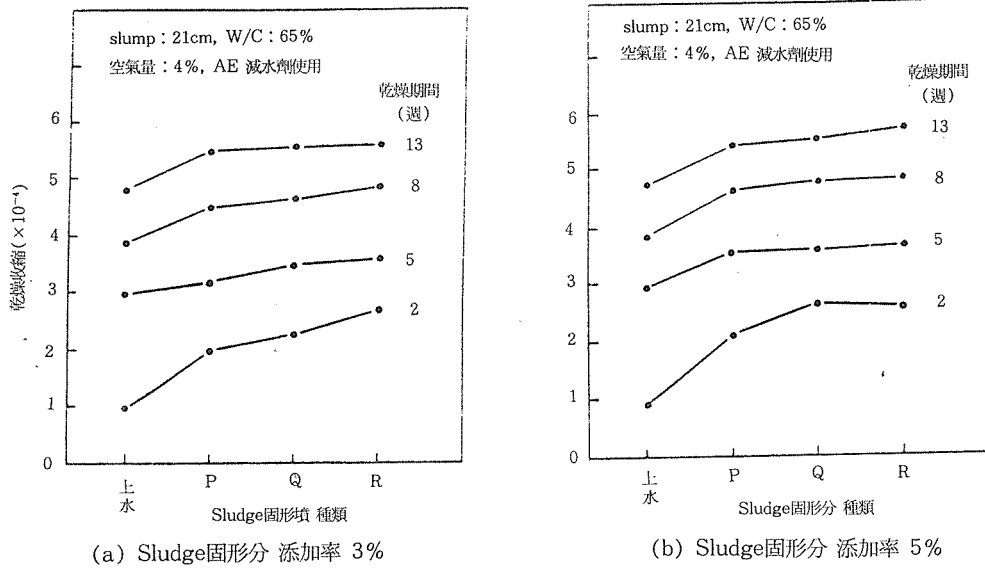 slump : 21cm, W/C : 65%
空氣量 : 4%, AE 減水劑使用
乾燥期間
(週)
13
8
5
2
6
5
4
3
2
1
0
乾燥收縮(×10⁻⁴)
上水
P
Q
R
Sludge固形墳 種類
(a) Sludge固形分 添加率 3%
slump : 21cm, W/C : 65%
空氣量 : 4%, AE 減水劑使用
乾燥期間
(週)
13
8
5
2
6
5
4
3
2
1
0
上水
P
Q
R
Sludge固形分 種類
(b) Sludge固形分 添加率 5%